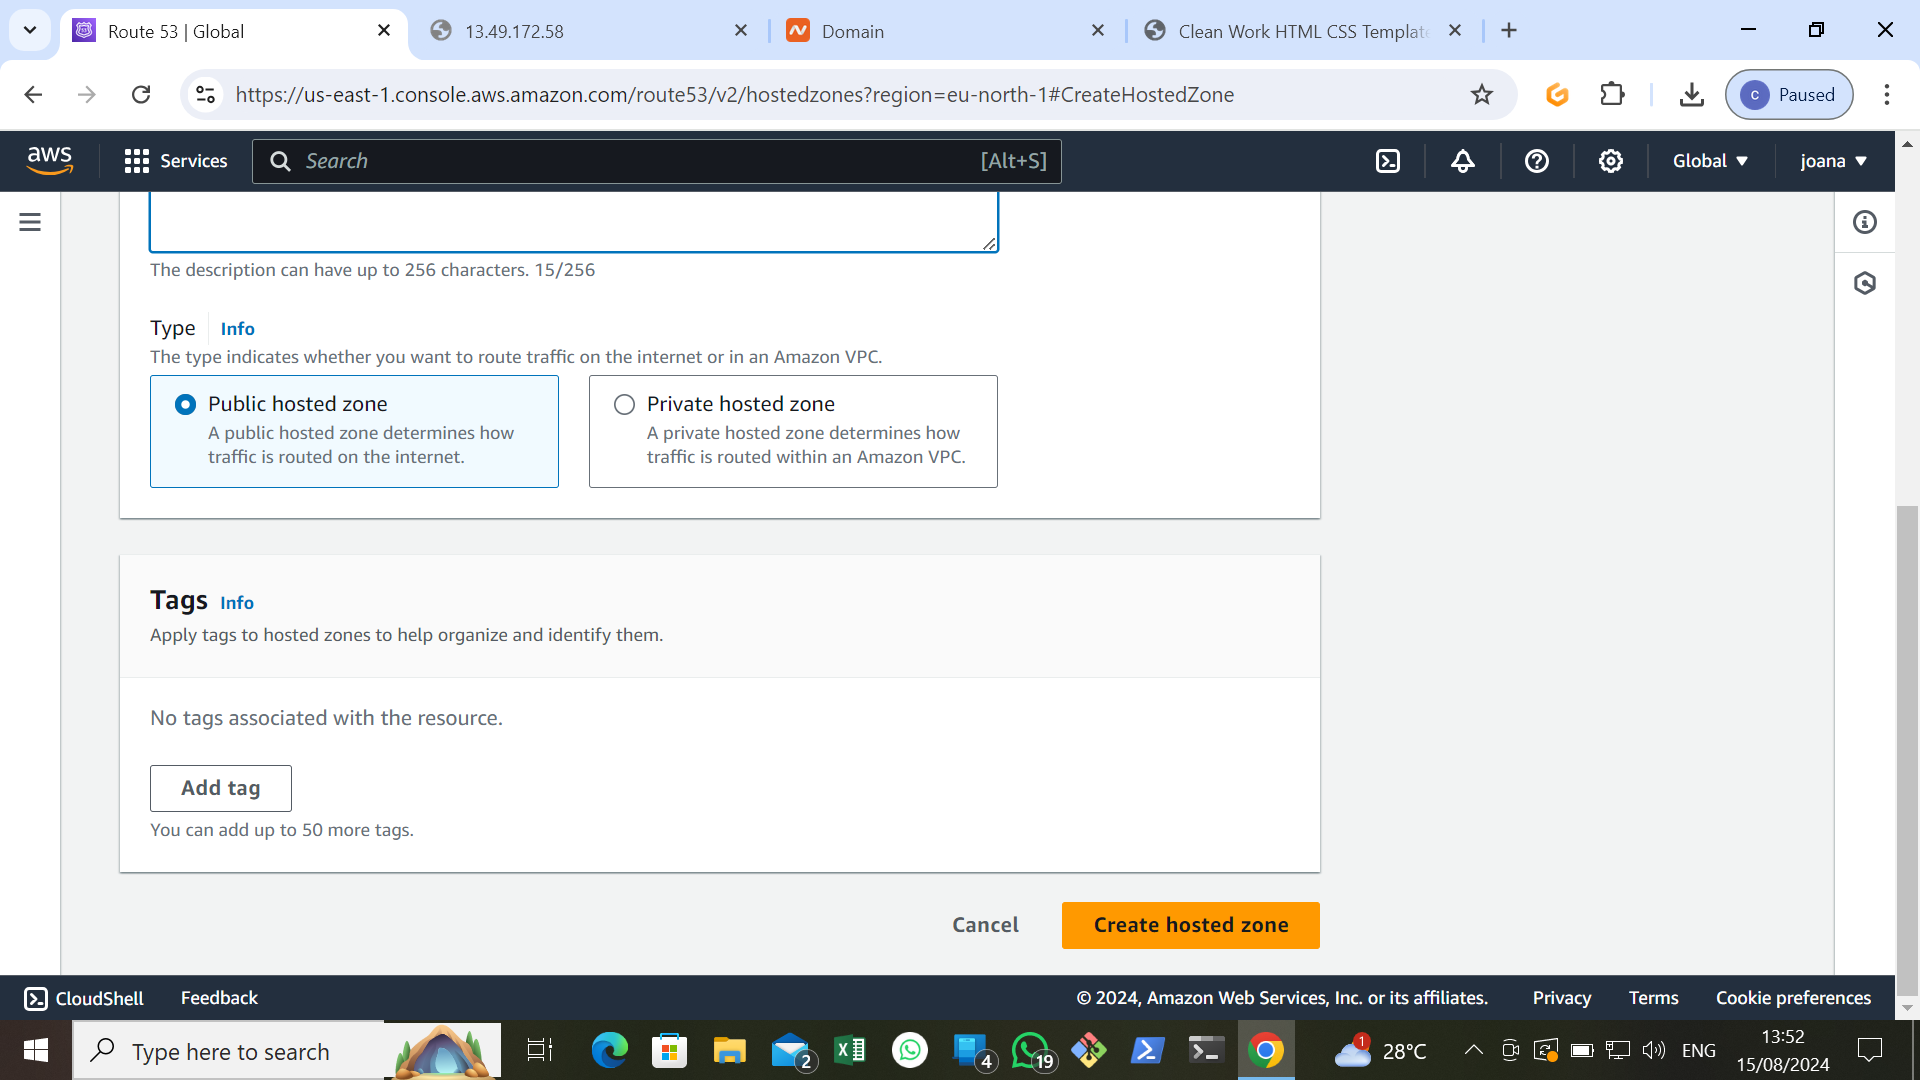 Route 53 | Global
13.49.172.58
Domain
Clean Work HTML CSS Template
https://us-east-1.console.aws.amazon.com/route53/v2/hostedzones?region=eu-north-1#CreateHostedZone
C
Paused
aws
Services
Search
[Alt+S]
Global
joana
The description can have up to 256 characters. 15/256
Type
Info
The type indicates whether you want to route traffic on the internet or in an Amazon VPC.
Public hosted zone
A public hosted zone determines how
traffic is routed on the internet.
Private hosted zone
A private hosted zone determines how
traffic is routed within an Amazon VPC.
Tags Info
Apply tags to hosted zones to help organize and identify them.
No tags associated with the resource.
Add tag
You can add up to 50 more tags.
Cancel
Create hosted zone
CloudShell
Feedback
© 2024, Amazon Web Services, Inc. or its affiliates.
Privacy
Terms
Cookie preferences
Type here to search
2
4
19
1
28°C
ENG
13:52
15/08/2024